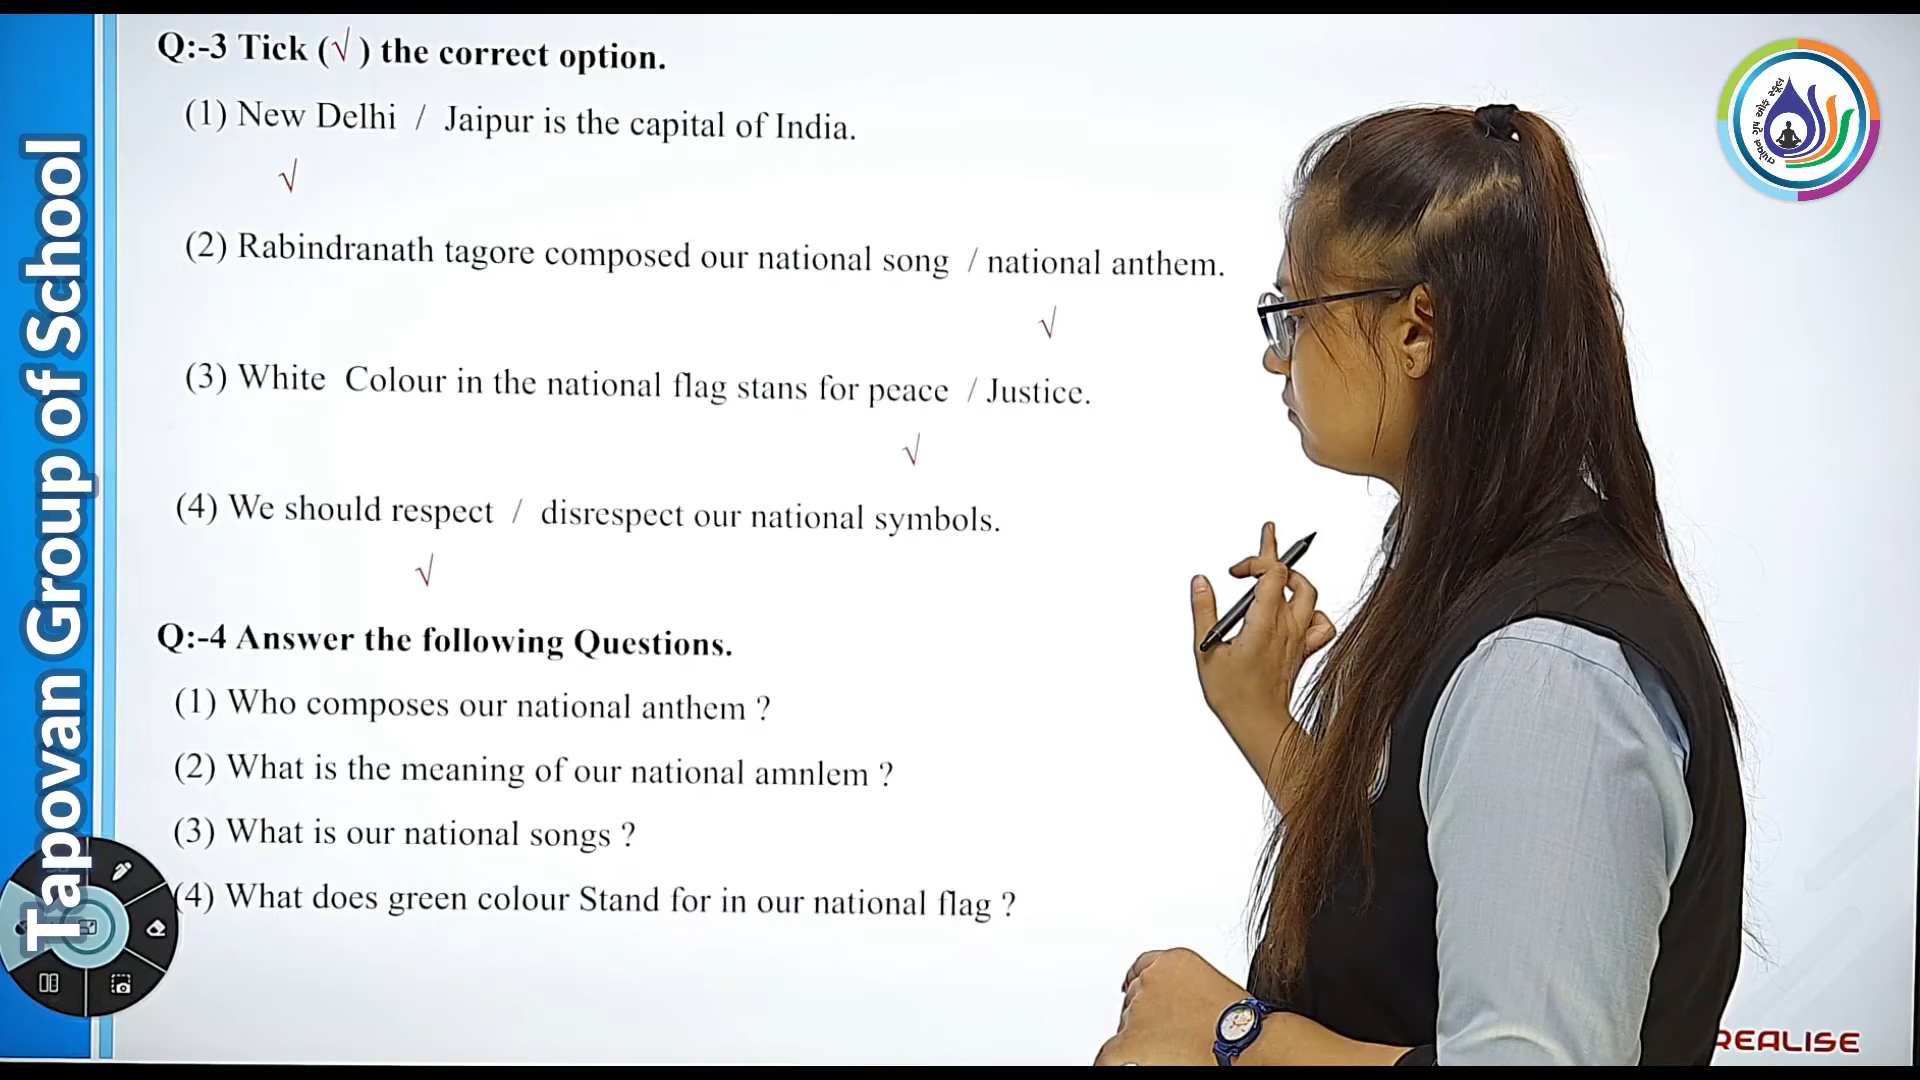 Q:-3 Tick (√ ) the correct option.
(1) New Delhi / Jaipur is the capital of India.
√
(2) Rabindranath tagore composed our national song / national anthem.
√
(3) White Colour in the national flag stans for peace / Justice.
√
(4) We should respect / disrespect our national symbols.
√
Q:-4 Answer the following Questions.
(1) Who composes our national anthem ?
(2) What is the meaning of our national amnlem ?
(3) What is our national songs ?
(4) What does green colour Stand for in our national flag ?
Tapovan Group of School
REALISE